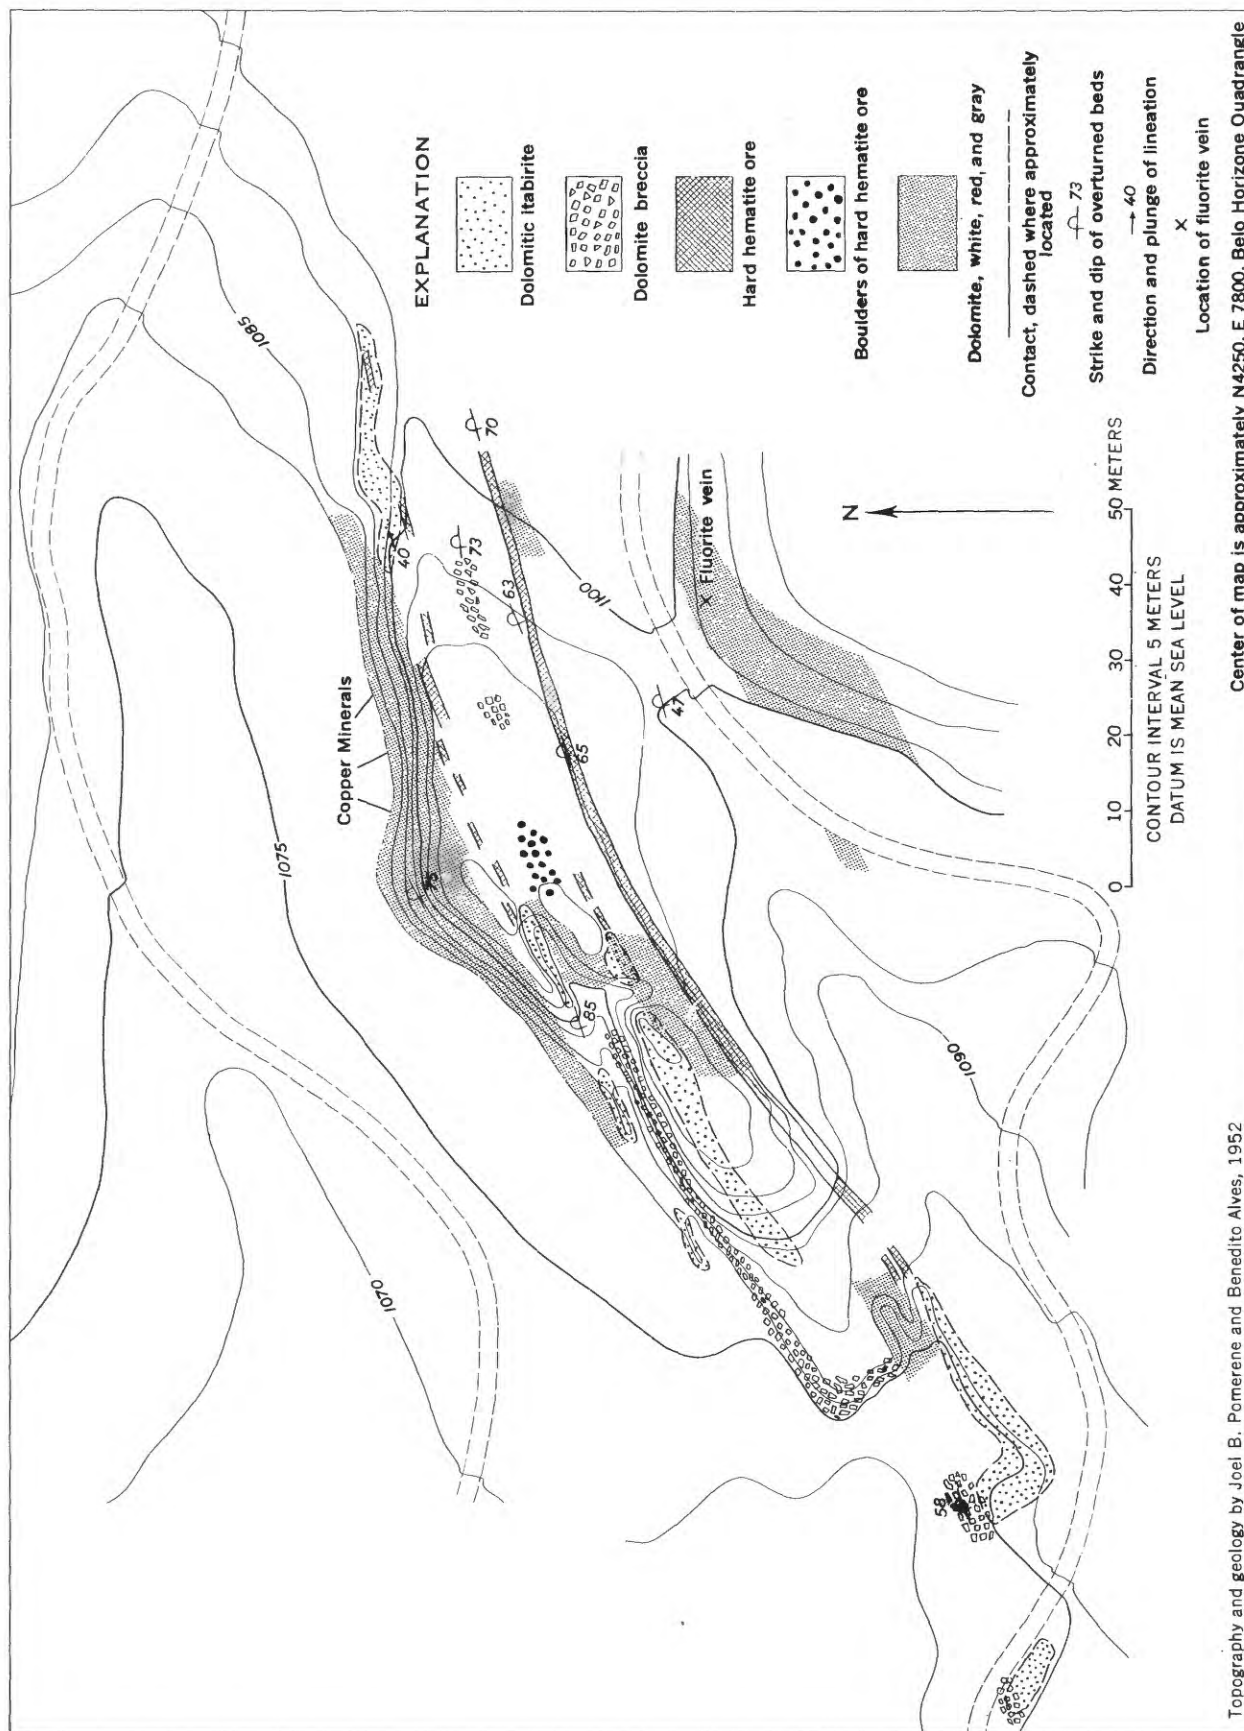 EXPLANATION
Dolomitic itabirite
Dolomite breccia
Hard hematite ore
Boulders of hard hematite ore
Dolomite, white, red, and gray
Contact, dashed where approximately
located
73
Strike and dip of overturned beds
40
Direction and plunge of lineation
x
Location of fluorite vein
1085
1075
1070
Copper Minerals
40
70
73
63
1100
65
75
85
47
x Fluorite vein
1090
58
N
0 10 20 30 40 50 METERS
CONTOUR INTERVAL 5 METERS
DATUM IS MEAN SEA LEVEL
Topography and geology by Joel B. Pomerene and Benedito Alves, 1952
Center of map is approximately N4250, E 7800, Belo Horizone Quadrangle